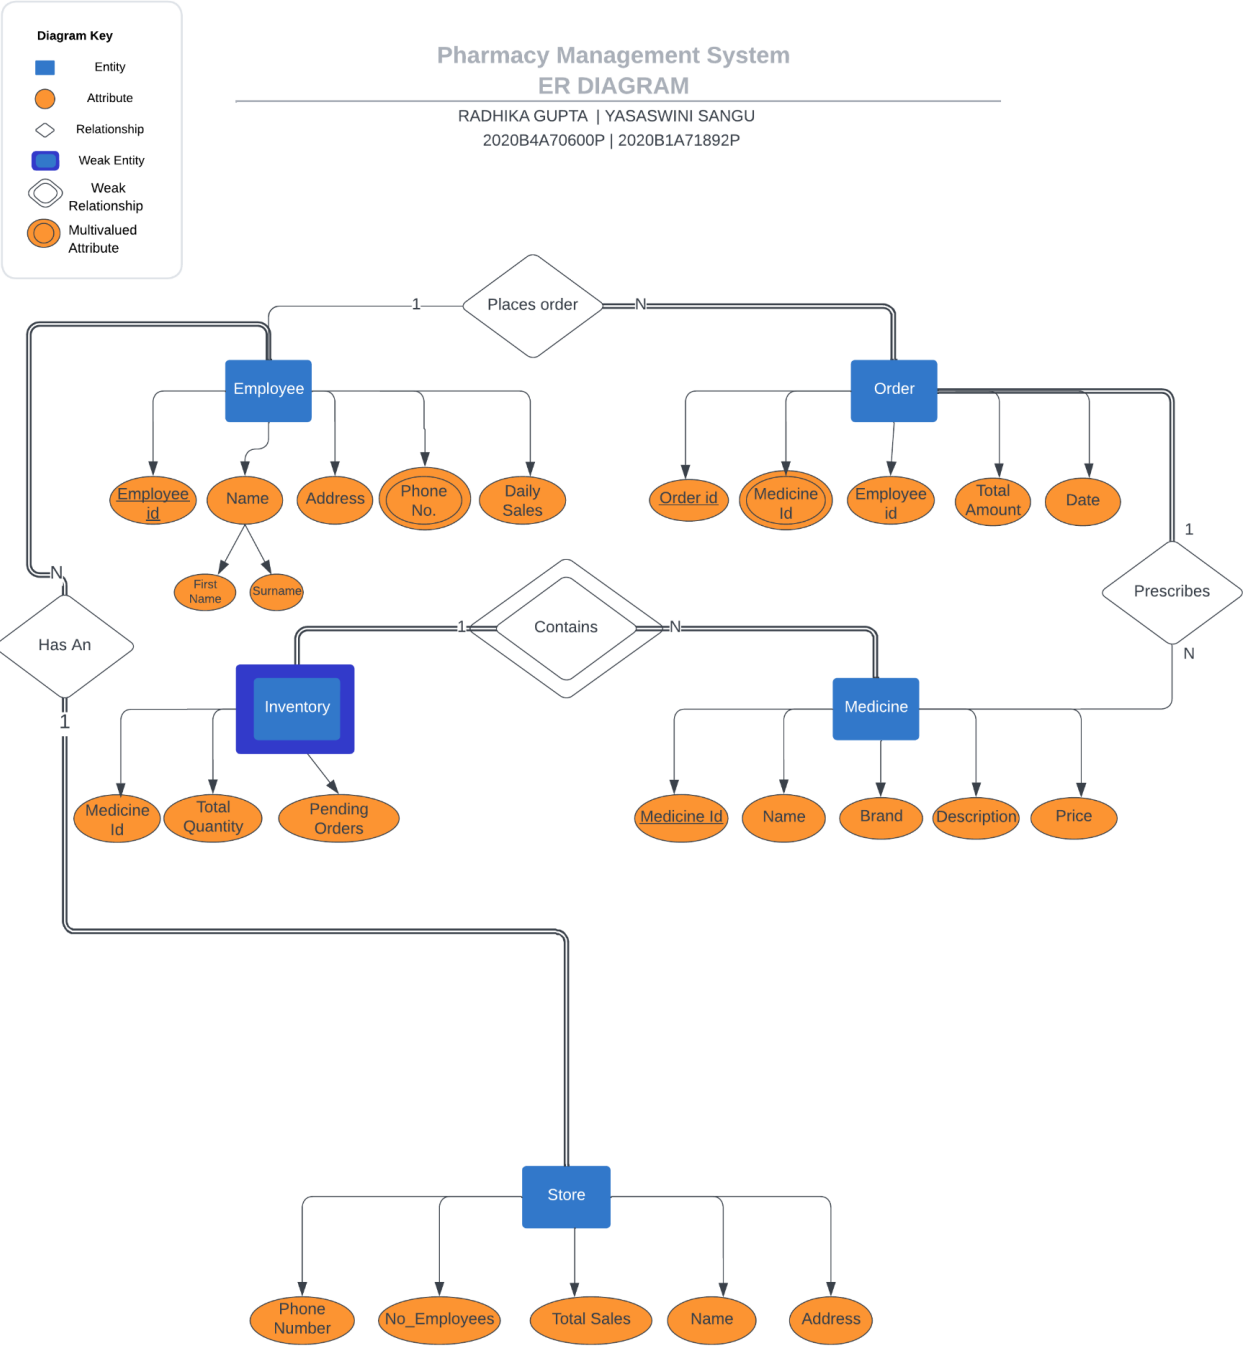 Diagram Key
Entity
Attribute
Relationship
Weak Entity
Weak
Relationship
Multivalued
Attribute
Pharmacy Management System
ER DIAGRAM
RADHIKA GUPTA | YASASWINI SANGU
2020B4A70600P | 2020B1A71892P
1
Places order
N
Employee
Order
Employee
id
Name
Address
Phone
No.
Daily
Sales
Order id
Medicine
Id
Employee
id
Total
Amount
Date
First
Name
Surname
N
Has An
1
1
Prescribes
N
1
Contains
N
Inventory
Medicine
Medicine
Id
Total
Quantity
Pending
Orders
Medicine Id
Name
Brand
Description
Price
Store
Phone
Number
No_Employees
Total Sales
Name
Address